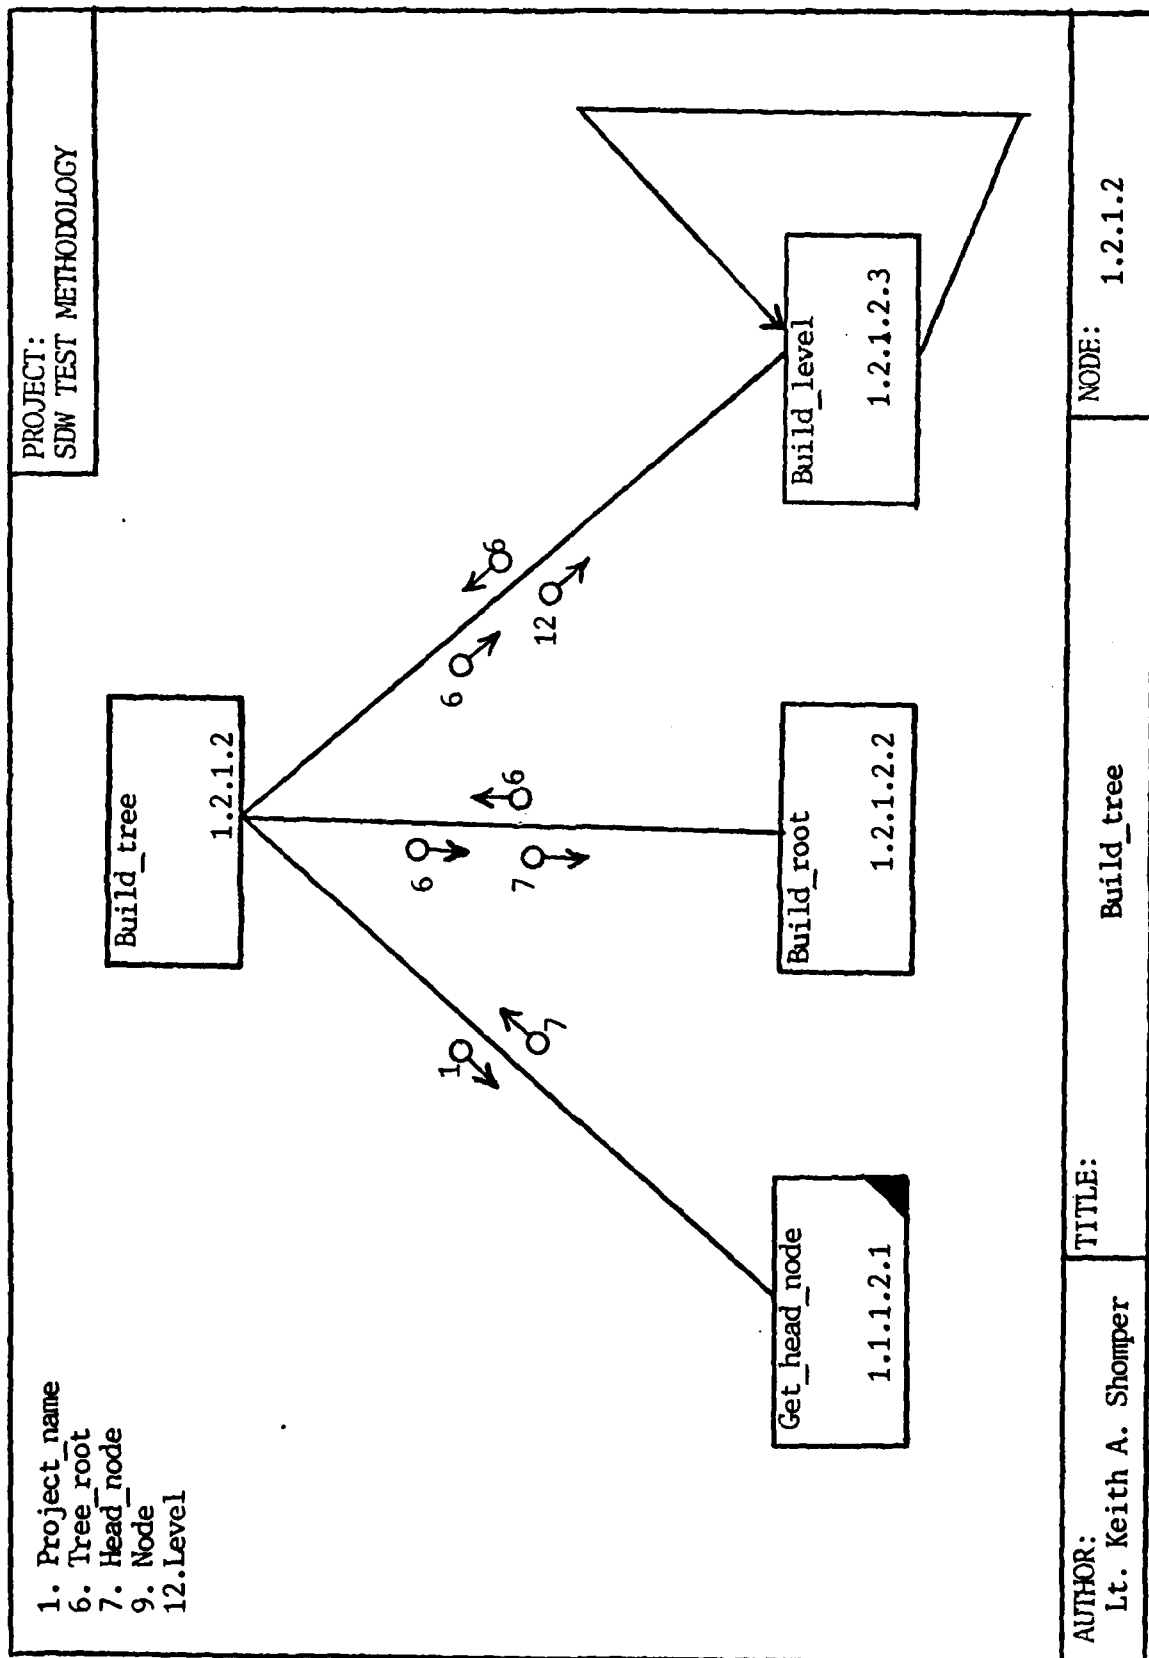 1. Project_name
6. Tree_root
7. Head_node
9. Node
12.Level
PROJECT:
SDW TEST METHODOLOGY
Build_tree
1.2.1.2
1
7
6
7
6
6
12
6
Get_head_node
1.1.1.2.1
Build_root
1.2.1.2.2
Build_level
1.2.1.2.3
AUTHOR:
Lt. Keith A. Shomper
TITLE:
Build_tree
NODE:
1.2.1.2